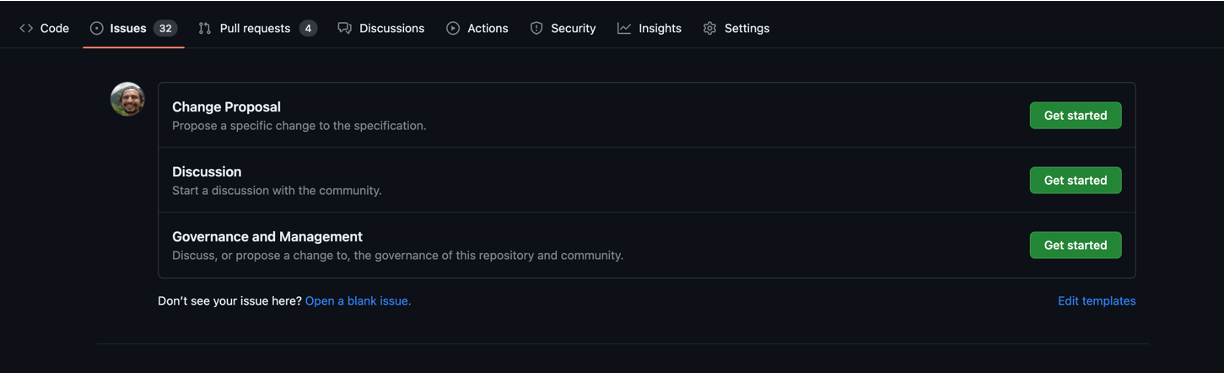 Code Issues 32 Pull requests 4 Discussions Actions Security Insights Settings
Change Proposal
Propose a specific change to the specification.
Get started
Discussion
Start a discussion with the community.
Get started
Governance and Management
Discuss, or propose a change to, the governance of this repository and community.
Get started
Don't see your issue here? Open a blank issue.
Edit templates